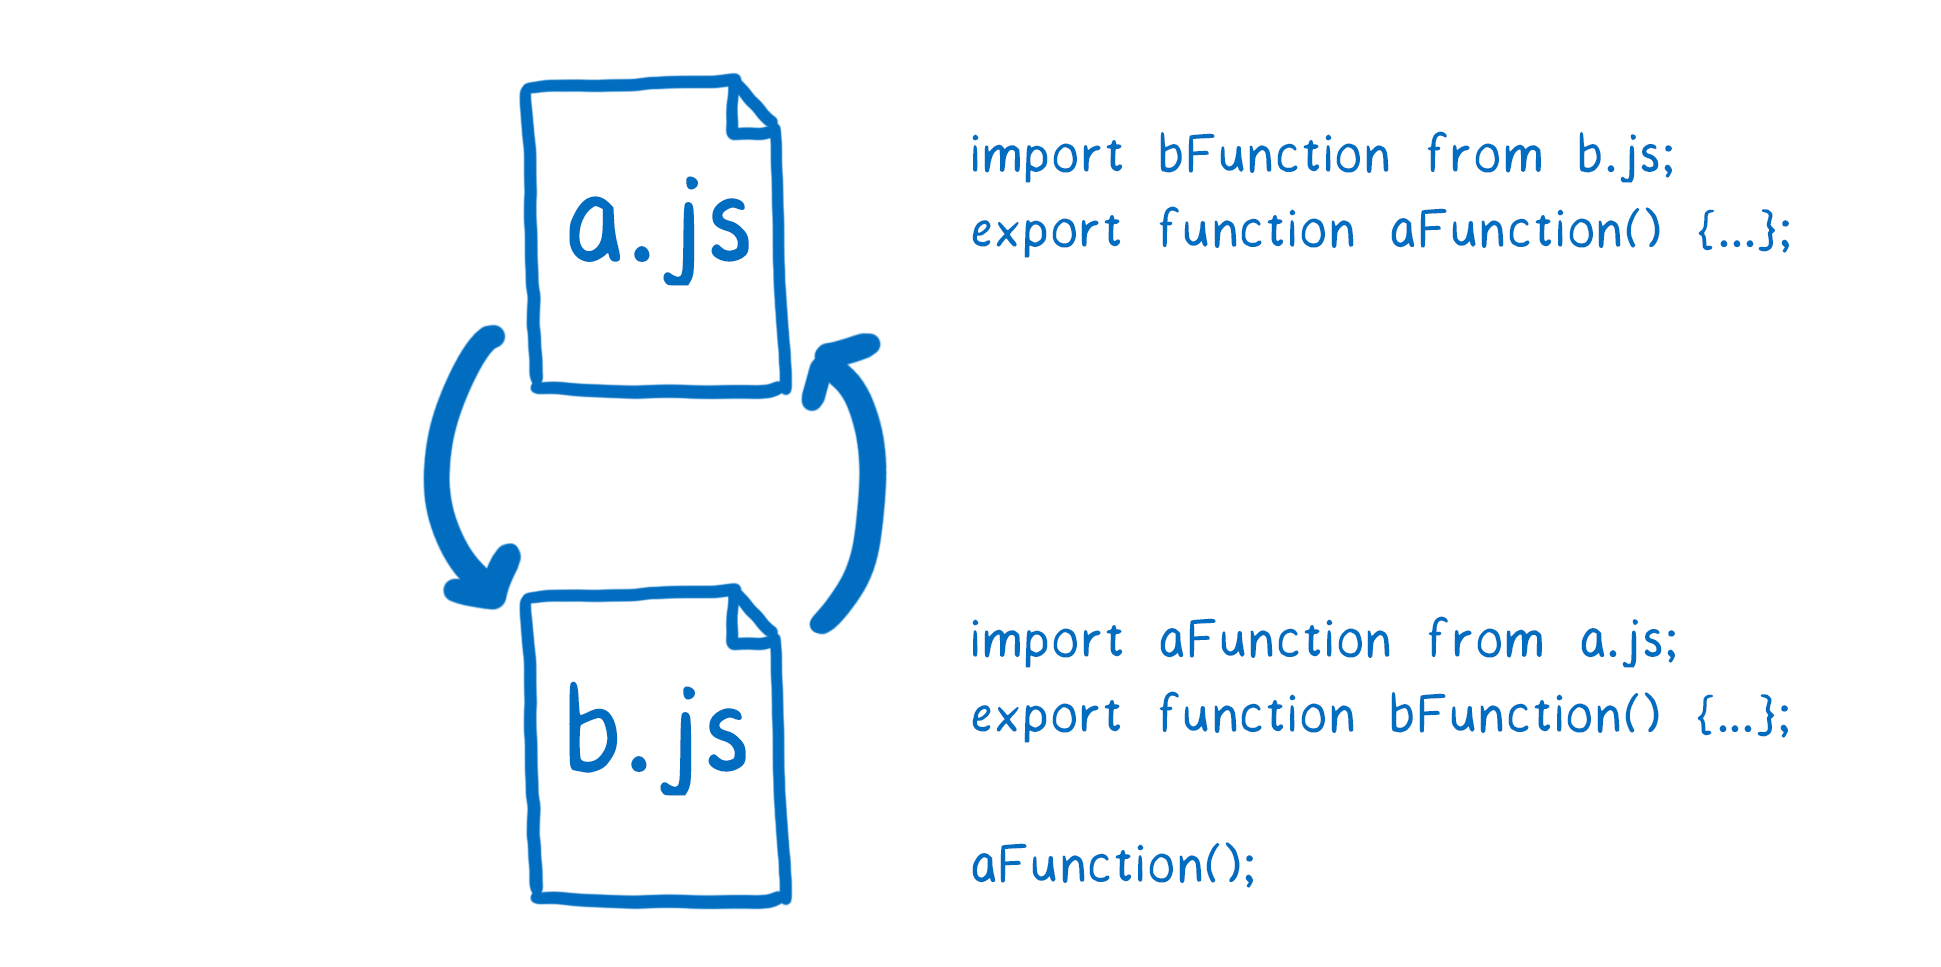 a.js
import bFunction from b.js;
export function aFunction() {...};
b.js
import aFunction from a.js;
export function bFunction() {...};
aFunction();